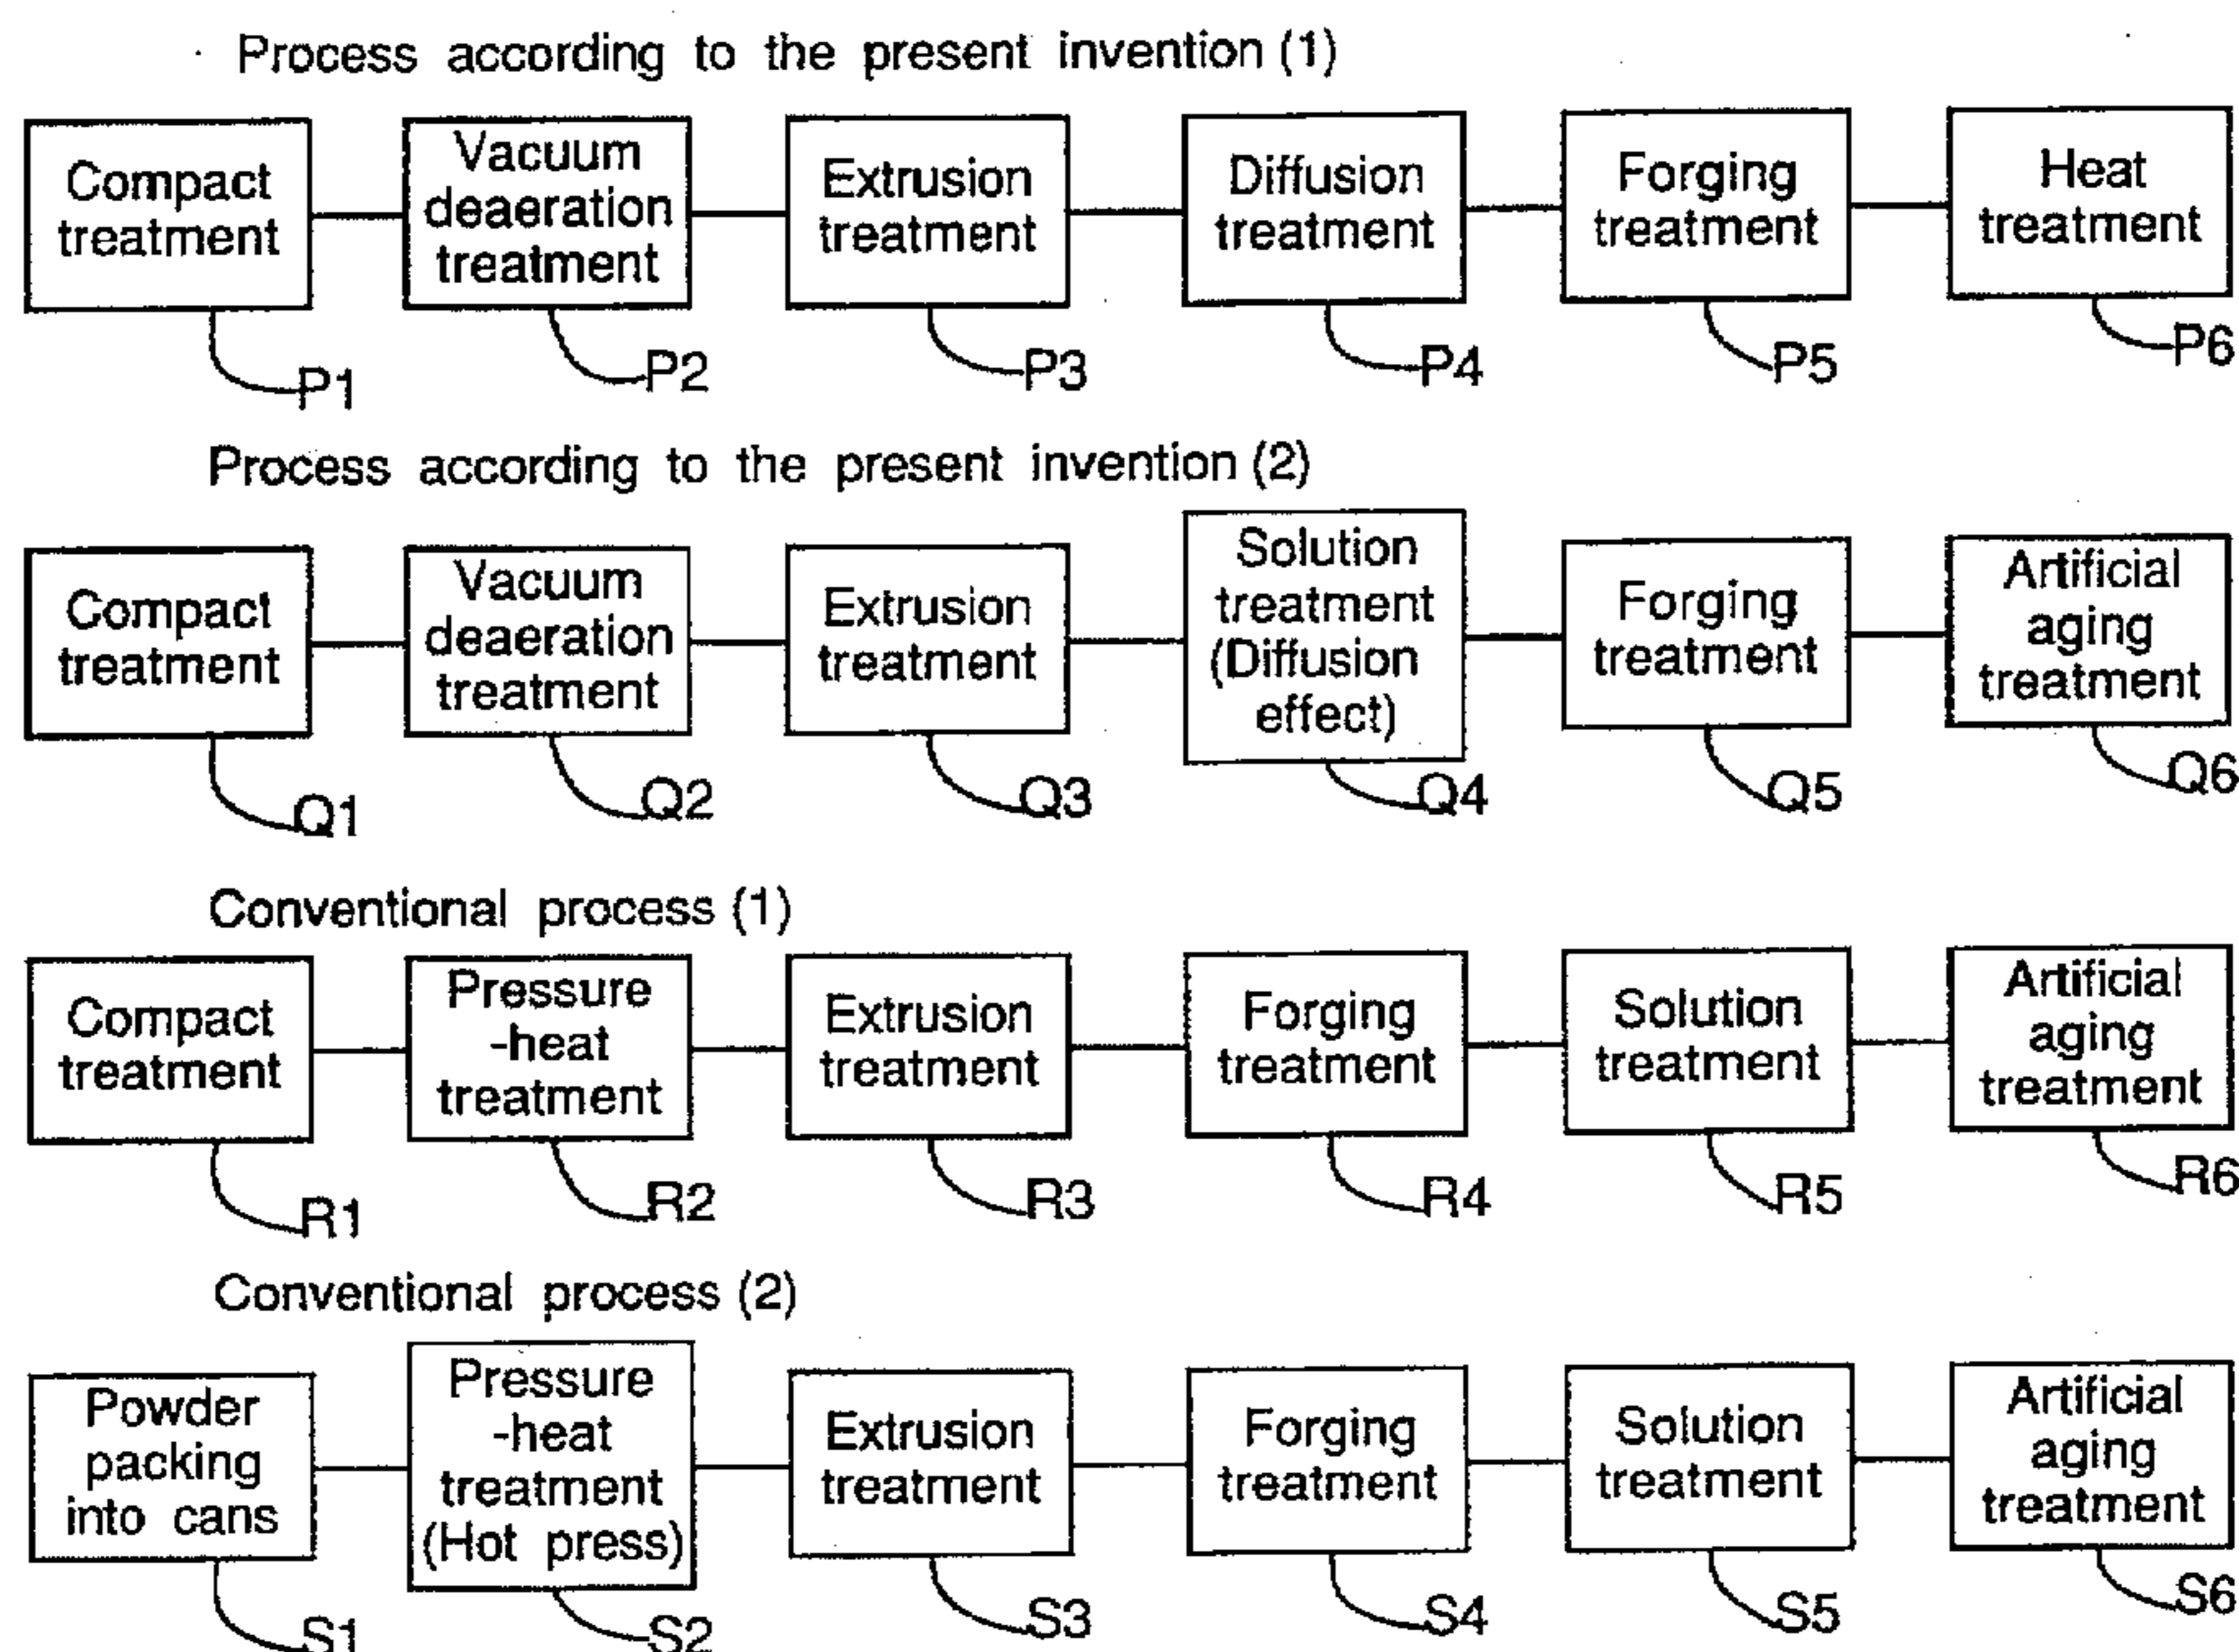 Process according to the present invention (1)
Compact
treatment
Vacuum
deaeration
treatment
Extrusion
treatment
Diffusion
treatment
Forging
treatment
Heat
treatment
P1
P2
P3
P4
P5
P6
Process according to the present invention (2)
Compact
treatment
Vacuum
deaeration
treatment
Extrusion
treatment
Solution
treatment
(Diffusion
effect)
Forging
treatment
Artificial
aging
treatment
Q1
Q2
Q3
Q4
Q5
Q6
Conventional process (1)
Compact
treatment
Pressure
-heat
treatment
Extrusion
treatment
Forging
treatment
Solution
treatment
Artificial
aging
treatment
R1
R2
R3
R4
R5
R6
Conventional process (2)
Powder
packing
into cans
Pressure
-heat
treatment
(Hot press)
Extrusion
treatment
Forging
treatment
Solution
treatment
Artificial
aging
treatment
S1
S2
S3
S4
S5
S6